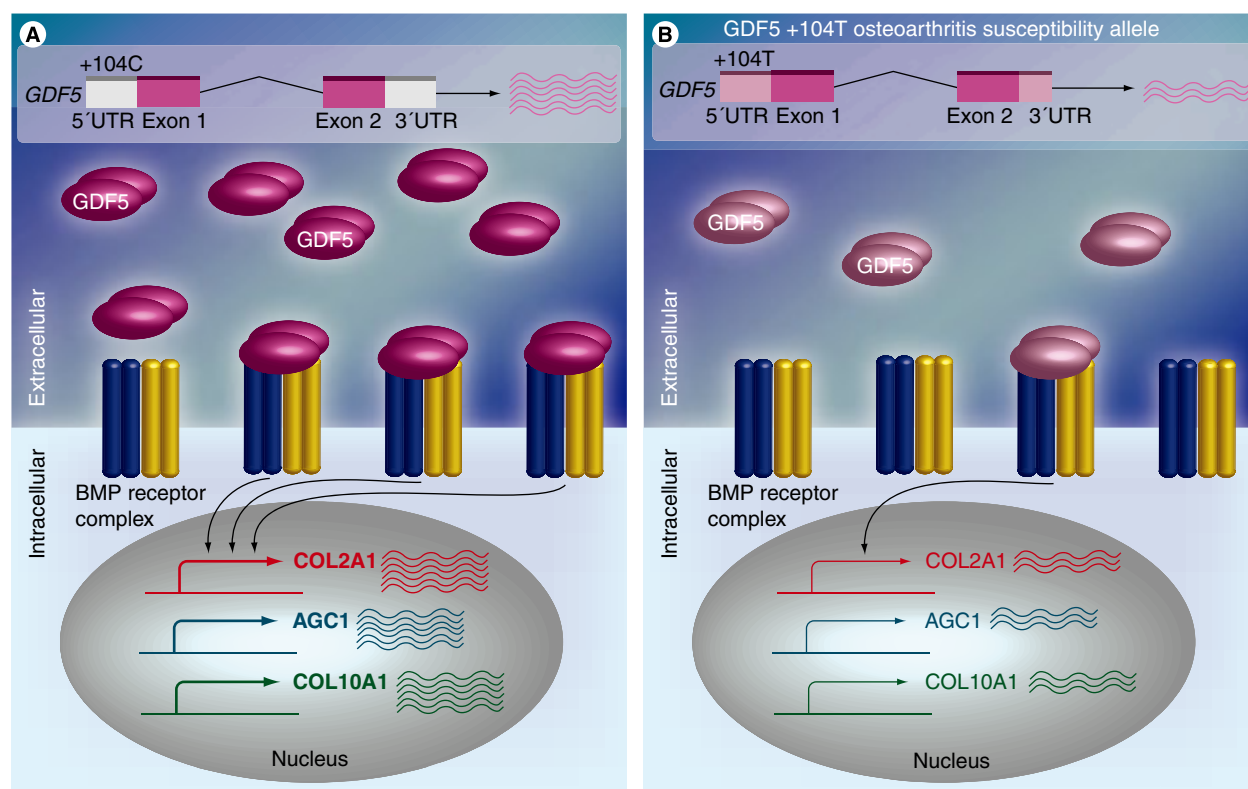 A
+104C
GDF5
5´UTR Exon 1 Exon 2 3´UTR
GDF5
GDF5
Extracellular
Intracellular
BMP receptor
complex
COL2A1
AGC1
COL10A1
Nucleus
B
GDF5 +104T osteoarthritis susceptibility allele
+104T
GDF5
5´UTR Exon 1 Exon 2 3´UTR
GDF5
GDF5
Extracellular
Intracellular
BMP receptor
complex
COL2A1
AGC1
COL10A1
Nucleus